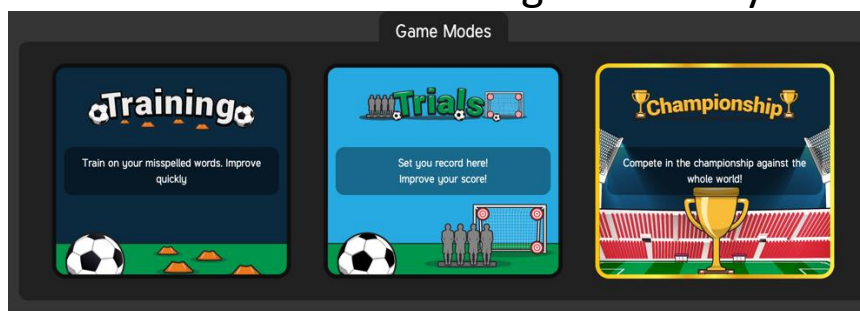 Game Modes
Training
Train on your misspelled words. Improve
quickly
Trials
Set you record here!
Improve your score!
Championship
Compete in the championship against the
whole world!